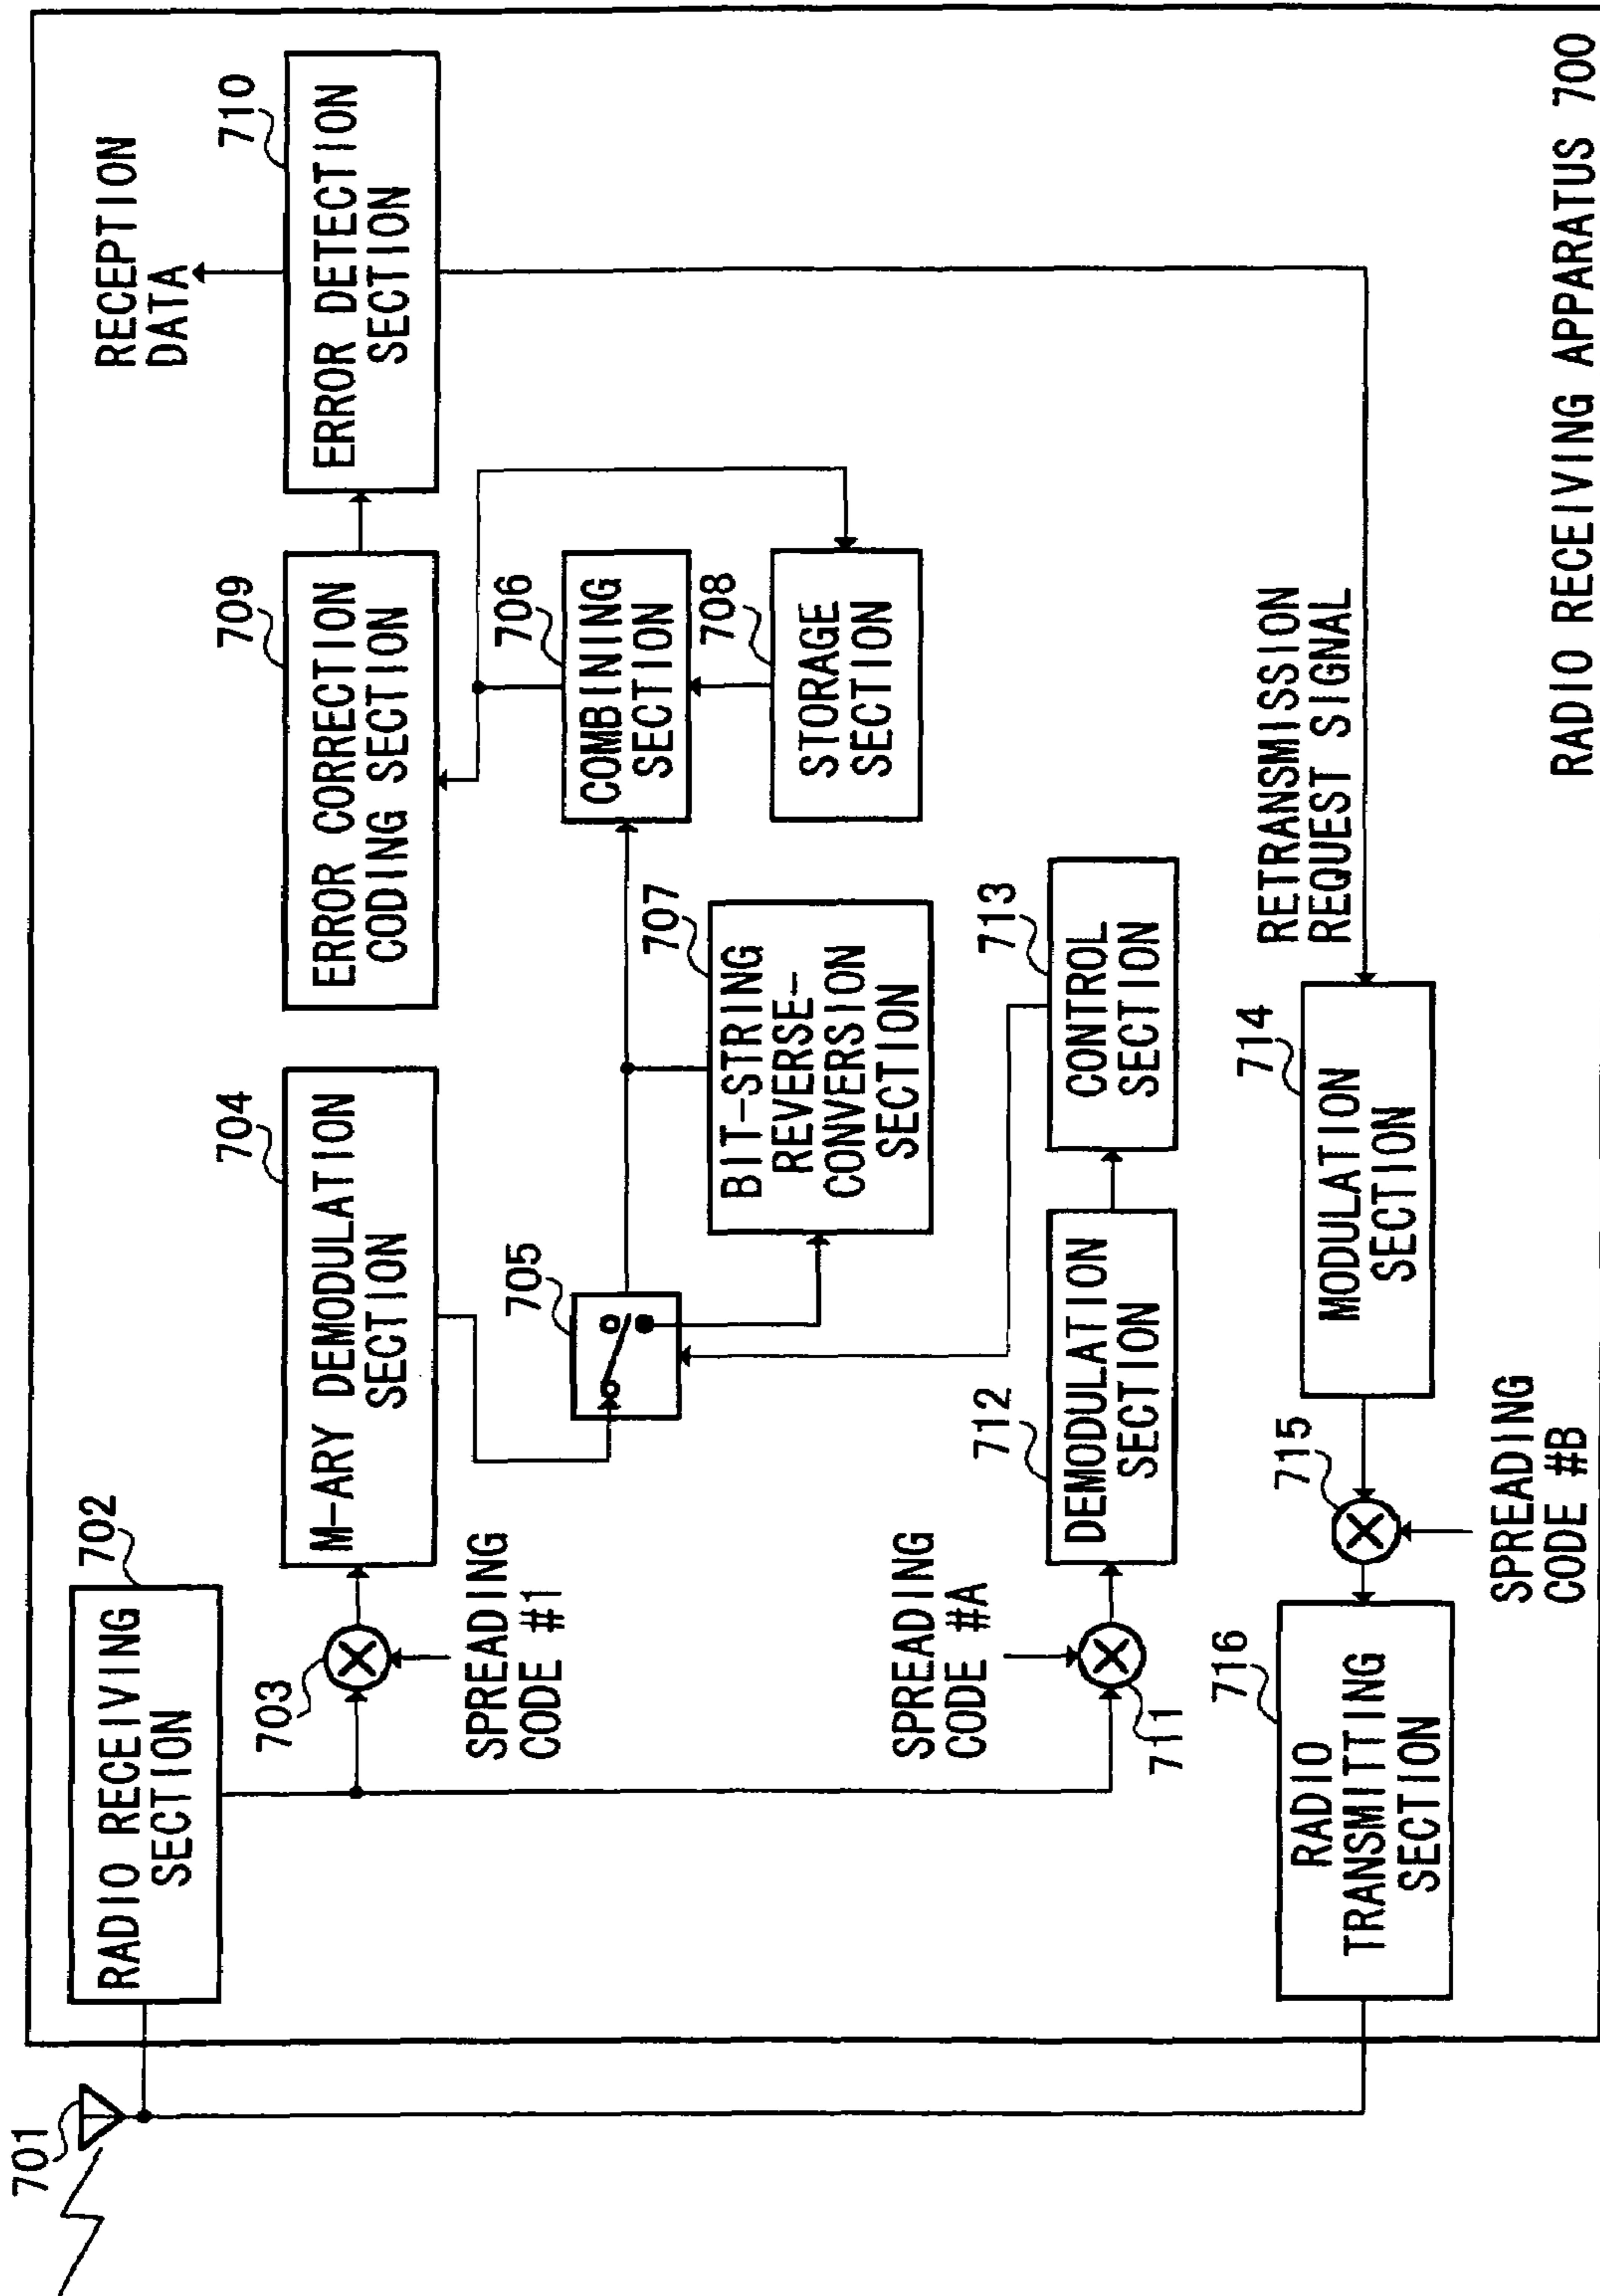 701
702
RADIO RECEIVING
SECTION
703
SPREADING
CODE #1
704
M-ARY DEMODULATION
SECTION
705
709
ERROR CORRECTION
CODING SECTION
710
ERROR DETECTION
SECTION
RECEPTION
DATA
706
COMBINING
SECTION
707
BIT-STRING
REVERSE-
CONVERSION
SECTION
708
STORAGE
SECTION
SPREADING
CODE #A
711
712
DEMODULATION
SECTION
713
CONTROL
SECTION
RETRANSMISSION
REQUEST SIGNAL
716
RADIO
TRANSMITTING
SECTION
715
SPREADING
CODE #B
714
MODULATION
SECTION
RADIO RECEIVING APPARATUS 700